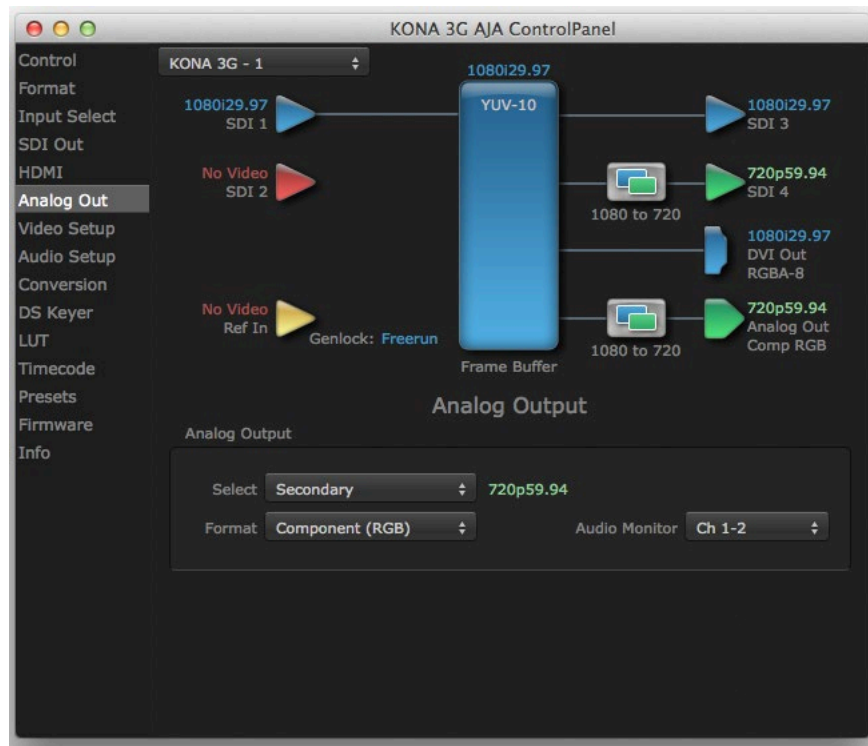 KONA 3G AJA ControlPanel
Control
Format
Input Select
SDI Out
HDMI
Analog Out
Video Setup
Audio Setup
Conversion
DS Keyer
LUT
Timecode
Presets
Firmware
Info
KONA 3G - 1
1080i29.97
YUV-10
1080i29.97
SDI 1
No Video
SDI 2
No Video
Ref In
Genlock: Freerun
Frame Buffer
1080i29.97
SDI 3
1080 to 720
720p59.94
SDI 4
1080i29.97
DVI Out
RGBA-8
1080 to 720
720p59.94
Analog Out
Comp RGB
Analog Output
Analog Output
Select Secondary 720p59.94
Format Component (RGB) Audio Monitor Ch 1-2